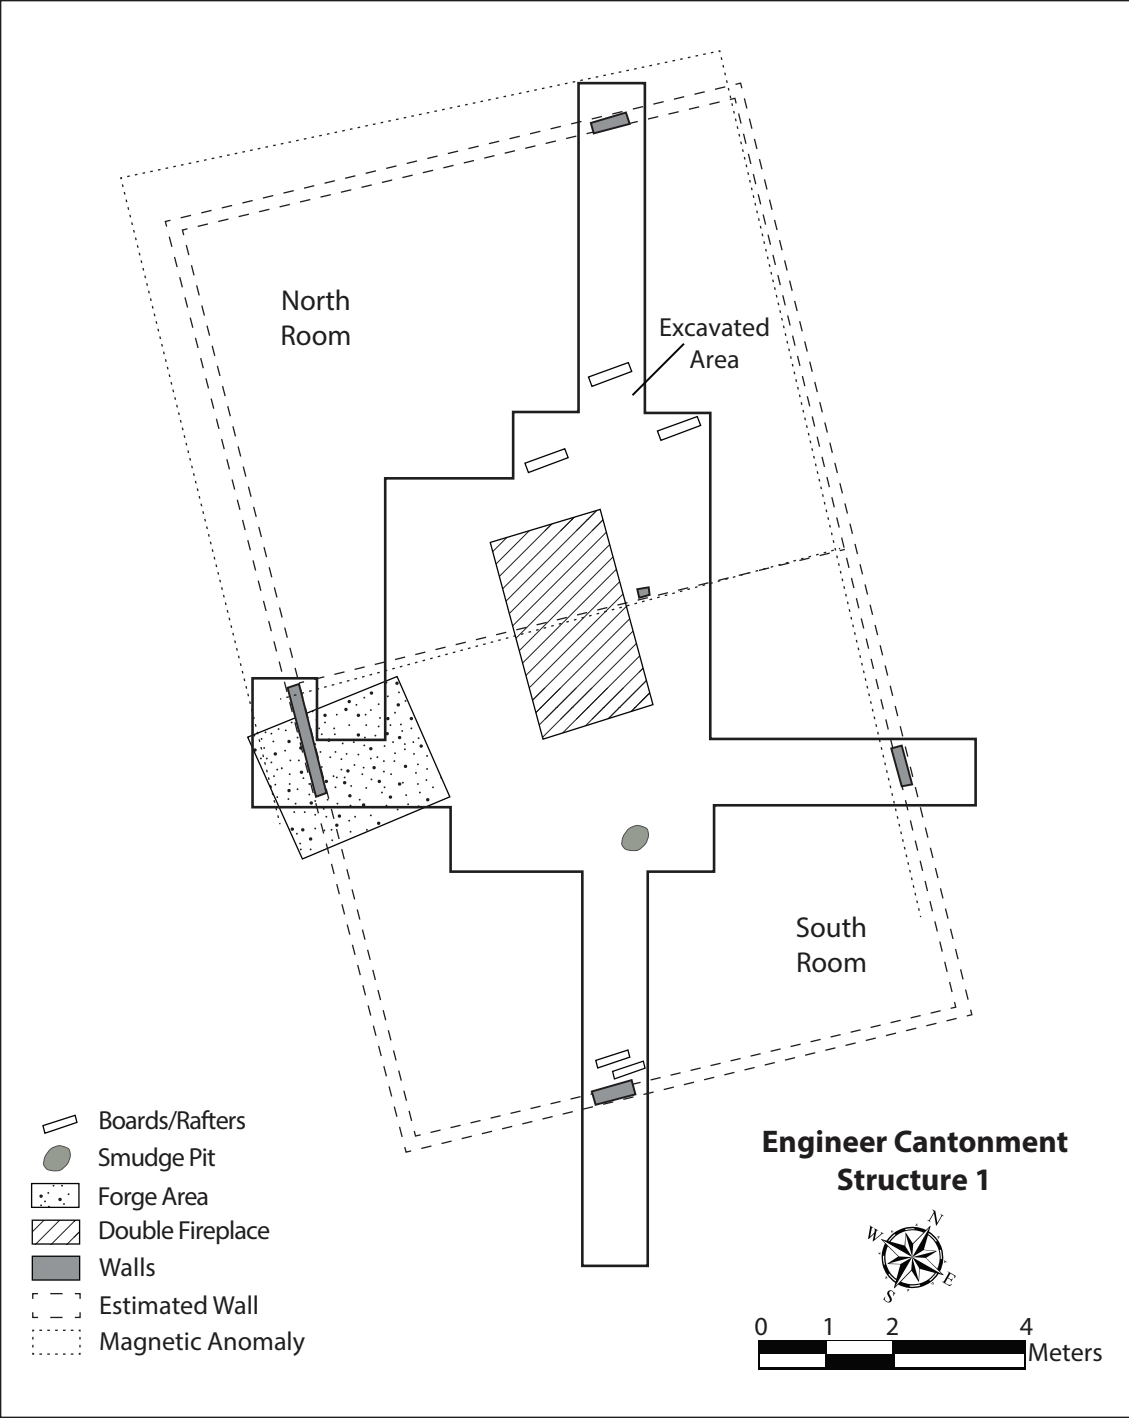 North
Room
Excavated
Area
South
Room
Boards/Rafters
Smudge Pit
Forge Area
Double Fireplace
Walls
Estimated Wall
Magnetic Anomaly
Engineer Cantonment
Structure 1
N
W
E
S
0 1 2 4
Meters